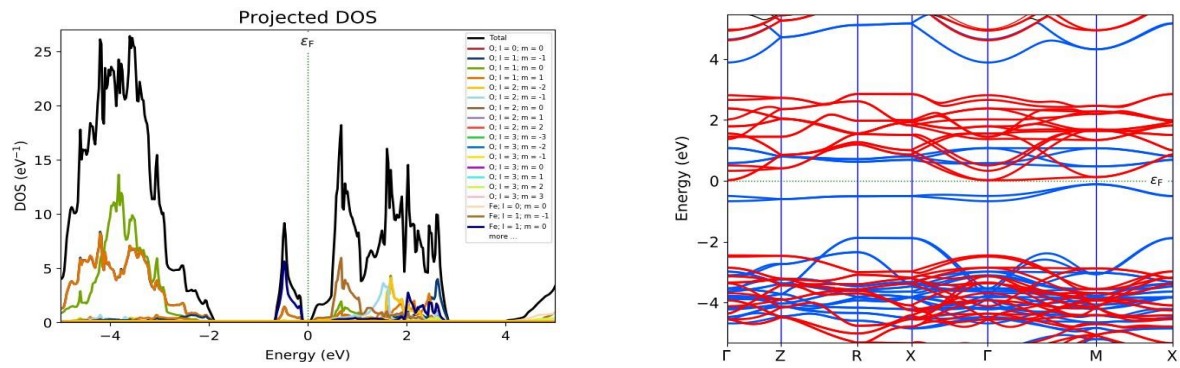 Projected DOS
εF
Total
O; l = 0; m = 0
O; l = 1; m = -1
O; l = 1; m = 0
O; l = 1; m = 1
O; l = 2; m = -2
O; l = 2; m = -1
O; l = 2; m = 0
O; l = 2; m = 1
O; l = 2; m = 2
O; l = 3; m = -3
O; l = 3; m = -2
O; l = 3; m = -1
O; l = 3; m = 0
O; l = 3; m = 1
O; l = 3; m = 2
O; l = 3; m = 3
Fe; l = 0; m = 0
Fe; l = 1; m = -1
Fe; l = 1; m = 0
more ...
25
20
15
10
5
0
DOS (eV⁻¹)
−4 −2 0 2 4
Energy (eV)
4
2
0
−2
−4
Energy (eV)
εF
Γ Z R X Γ M X